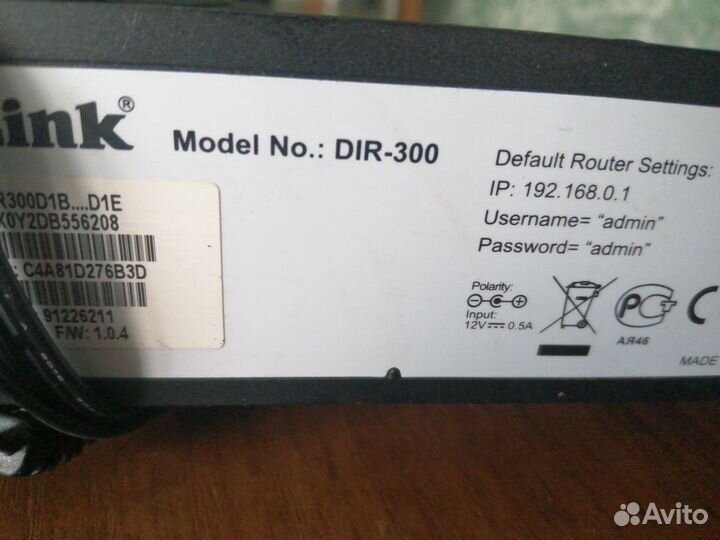 Link®
Model No.: DIR-300
R300D1B....D1E
X0Y2DB556208
: C4A81D276B3D
91226211
F/W: 1.0.4
Default Router Settings:
IP: 192.168.0.1
Username= “admin”
Password= “admin”
Polarity:
Input:
12V 0.5A
АЯ46
MADE
Avito